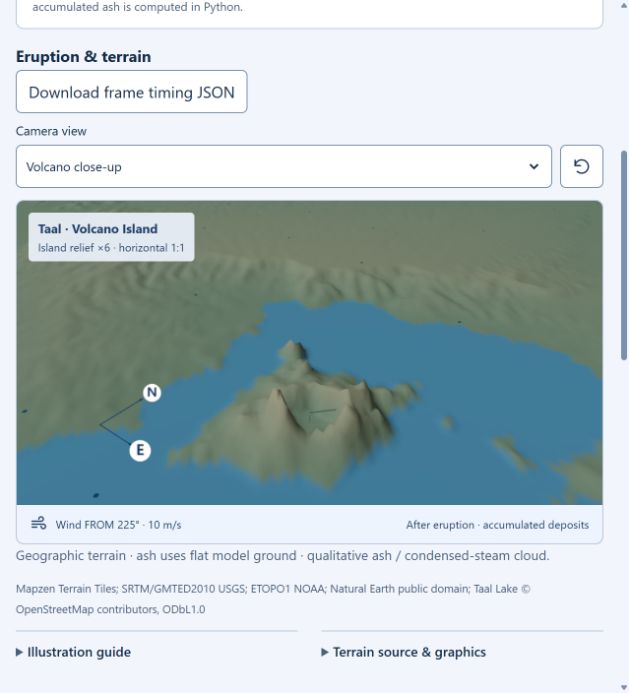 accumulated ash is computed in Python.
Eruption & terrain
Download frame timing JSON
Camera view
Volcano close-up
Taal · Volcano Island
Island relief ×6 · horizontal 1:1
N
E
Wind FROM 225° · 10 m/s
After eruption · accumulated deposits
Geographic terrain · ash uses flat model ground · qualitative ash / condensed-steam cloud.
Mapzen Terrain Tiles; SRTM/GMTED2010 USGS; ETOPO1 NOAA; Natural Earth public domain; Taal Lake ©
OpenStreetMap contributors, ODbL1.0
Illustration guide
Terrain source & graphics